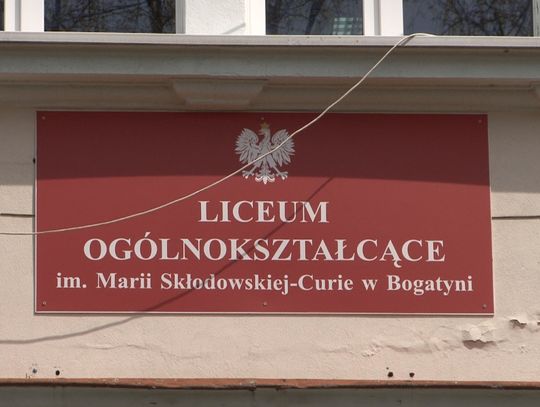 LICEUM
OGÓLNOKSZTAŁCĄCE
im. Marii Skłodowskiej-Curie w Bogatyni